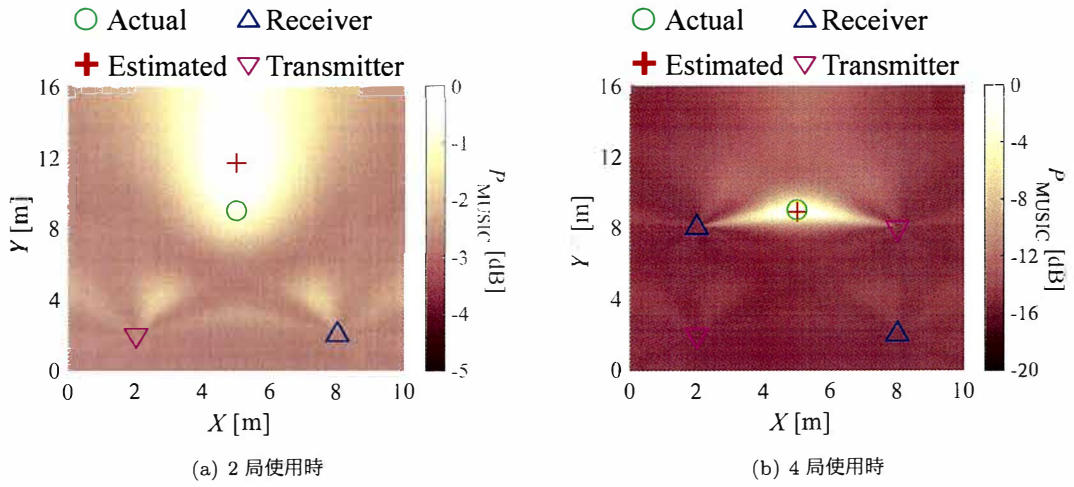 Actual Receiver
Estimated Transmitter
16
12
8
4
0
Y [m]
0 2 4 6 8 10
X [m]
0
-1
-2
-3
-4
-5
P MUSIC [dB]
(a) 2 局使用時
Actual Receiver
Estimated Transmitter
16
12
8
4
0
Y [m]
0 2 4 6 8 10
X [m]
0
-4
-8
-12
-16
-20
P MUSIC [dB]
(b) 4 局使用時